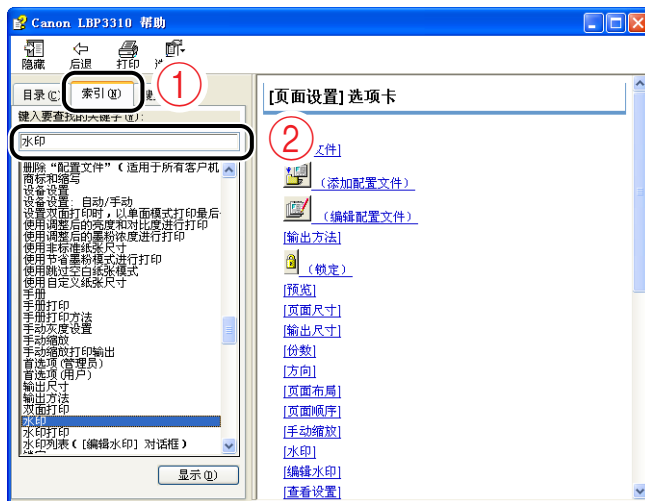 Canon LBP3310 帮助
隐藏 后退 打印
1
目录(C) 索引(N)
键入要查找的关键字(W):
水印
删除“配置文件”(适用于所有客户机
商标和缩写
设备设置
设备设置: 自动/手动
设置双面打印时，以单面模式打印最后
使用调整后的亮度和对比度进行打印
使用调整后的墨粉浓度进行打印
使用非标准纸张尺寸
使用节省墨粉模式进行打印
使用跳过空白纸张模式
使用自定义纸张尺寸
手册
手册打印
手册打印方法
手动灰度设置
手动缩放
手动缩放打印输出
首选项(管理员)
首选项(用户)
输出尺寸
输出方法
双面打印
水印
水印打印
水印列表([编辑水印] 对话框)
显示(D)
[页面设置]选项卡
2
文件]
(添加配置文件)
(编辑配置文件)
[输出方法]
(锁定)
[预览]
[页面尺寸]
[输出尺寸]
[份数]
[方向]
[页面布局]
[页面顺序]
[手动缩放]
[水印]
[编辑水印]
[查看设置]